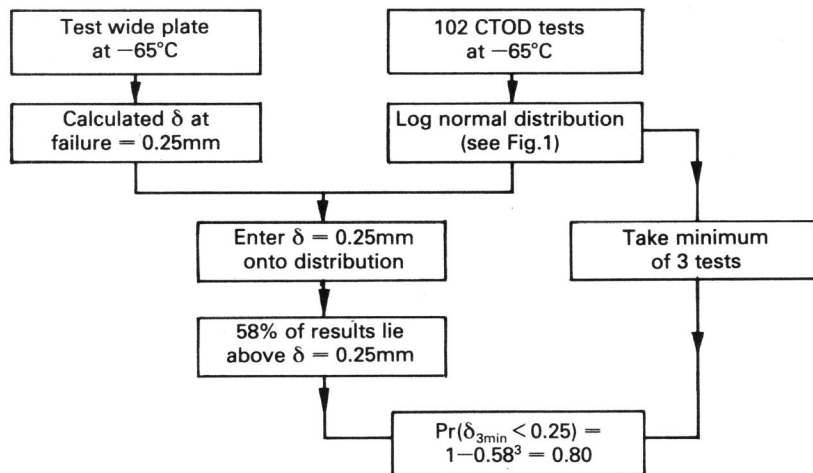 Test wide plate
at −65°C
102 CTOD tests
at −65°C
Calculated δ at
failure = 0.25mm
Log normal distribution
(see Fig.1)
Enter δ = 0.25mm
onto distribution
Take minimum
of 3 tests
58% of results lie
above δ = 0.25mm
Pr(δ3min < 0.25) =
1−0.58³ = 0.80